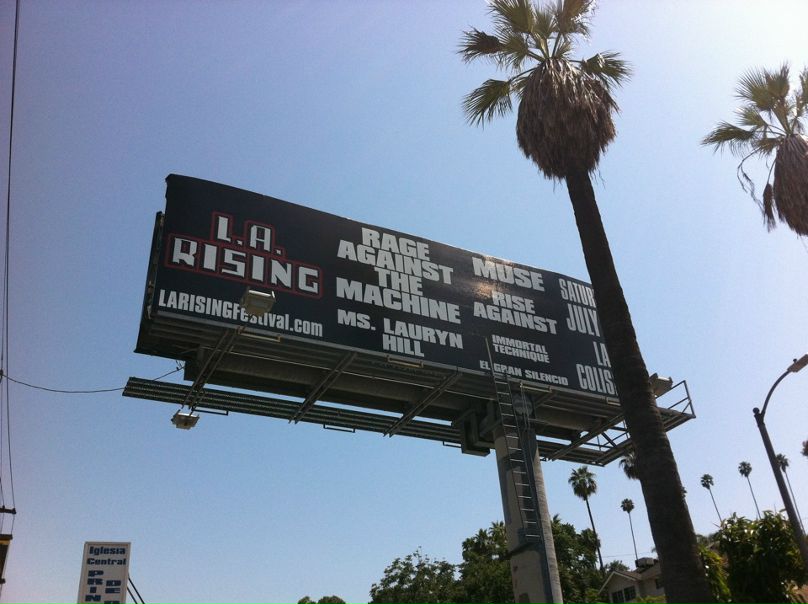 L.A.
RISING
LARISINGFestival.com
RAGE
AGAINST
THE
MACHINE
MS. LAURYN
HILL
MUSE
RISE
AGAINST
IMMORTAL
TECHNIQUE
EL GRAN SILENCIO
SATUR
JULY
LA
COLIS
Iglesia
Central